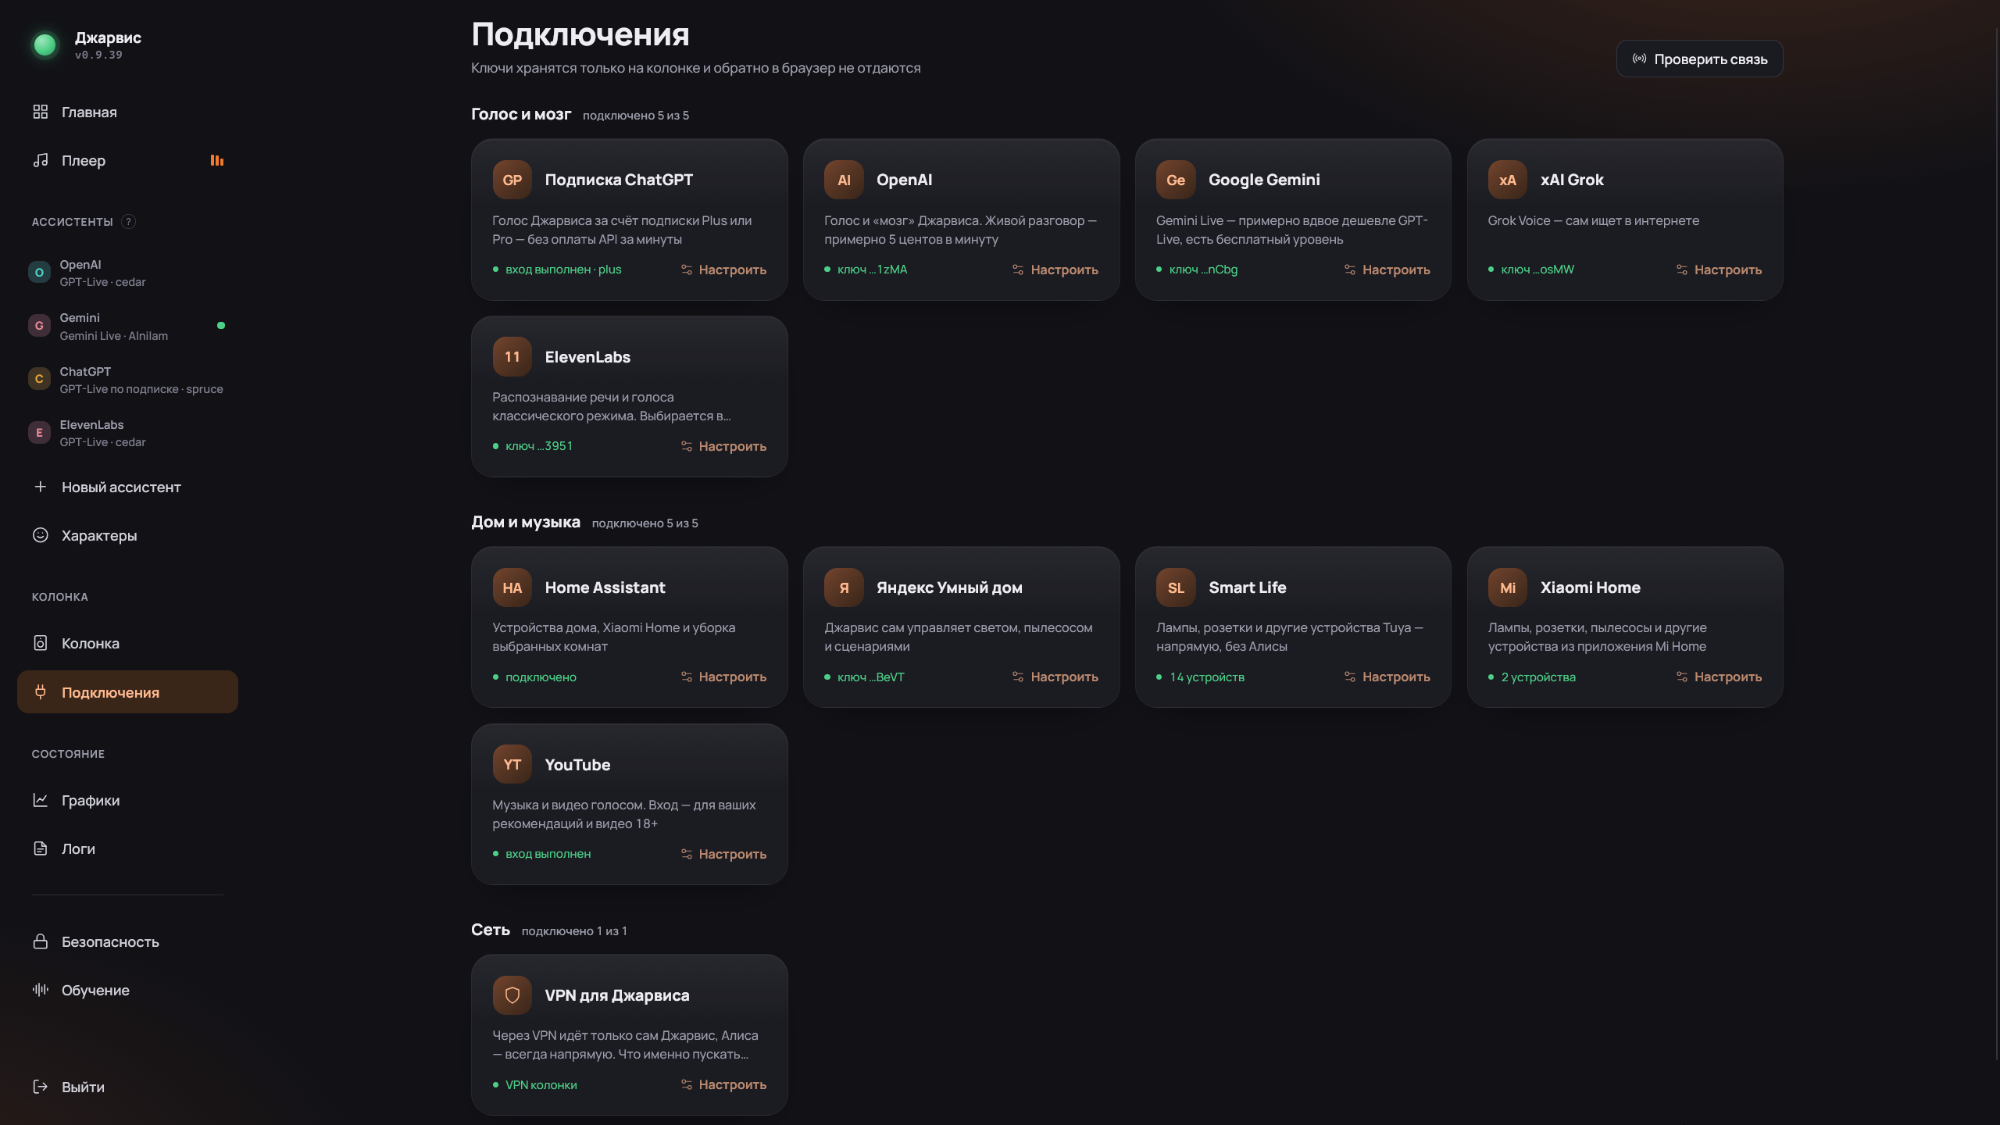 Джарвис
v0.9.39
Главная
Плеер
АССИСТЕНТЫ ?
O
OpenAI
GPT-Live · cedar
G
Gemini
Gemini Live · Alnilam
C
ChatGPT
GPT-Live по подписке · spruce
E
ElevenLabs
GPT-Live · cedar
Новый ассистент
Характеры
КОЛОНКА
Колонка
Подключения
СОСТОЯНИЕ
Графики
Логи
Безопасность
Обучение
Выйти
Подключения
Ключи хранятся только на колонке и обратно в браузер не отдаются
Проверить связь
Голос и мозг подключено 5 из 5
GP Подписка ChatGPT
Голос Джарвиса за счёт подписки Plus или
Pro — без оплаты API за минуты
вход выполнен · plus Настроить
AI OpenAI
Голос и «мозг» Джарвиса. Живой разговор —
примерно 5 центов в минуту
ключ …1zMA Настроить
Ge Google Gemini
Gemini Live — примерно вдвое дешевле GPT-
Live, есть бесплатный уровень
ключ …nCbg Настроить
xA xAI Grok
Grok Voice — сам ищет в интернете
ключ …osMW Настроить
11 ElevenLabs
Распознавание речи и голоса
классического режима. Выбирается в…
ключ …3951 Настроить
Дом и музыка подключено 5 из 5
HA Home Assistant
Устройства дома, Xiaomi Home и уборка
выбранных комнат
подключено Настроить
Я Яндекс Умный дом
Джарвис сам управляет светом, пылесосом
и сценариями
ключ …BeVT Настроить
SL Smart Life
Лампы, розетки и другие устройства Tuya —
напрямую, без Алисы
14 устройств Настроить
Mi Xiaomi Home
Лампы, розетки, пылесосы и другие
устройства из приложения Mi Home
2 устройства Настроить
YT YouTube
Музыка и видео голосом. Вход — для ваших
рекомендаций и видео 18+
вход выполнен Настроить
Сеть подключено 1 из 1
VPN для Джарвиса
Через VPN идёт только сам Джарвис, Алиса
— всегда напрямую. Что именно пускать…
VPN колонки Настроить